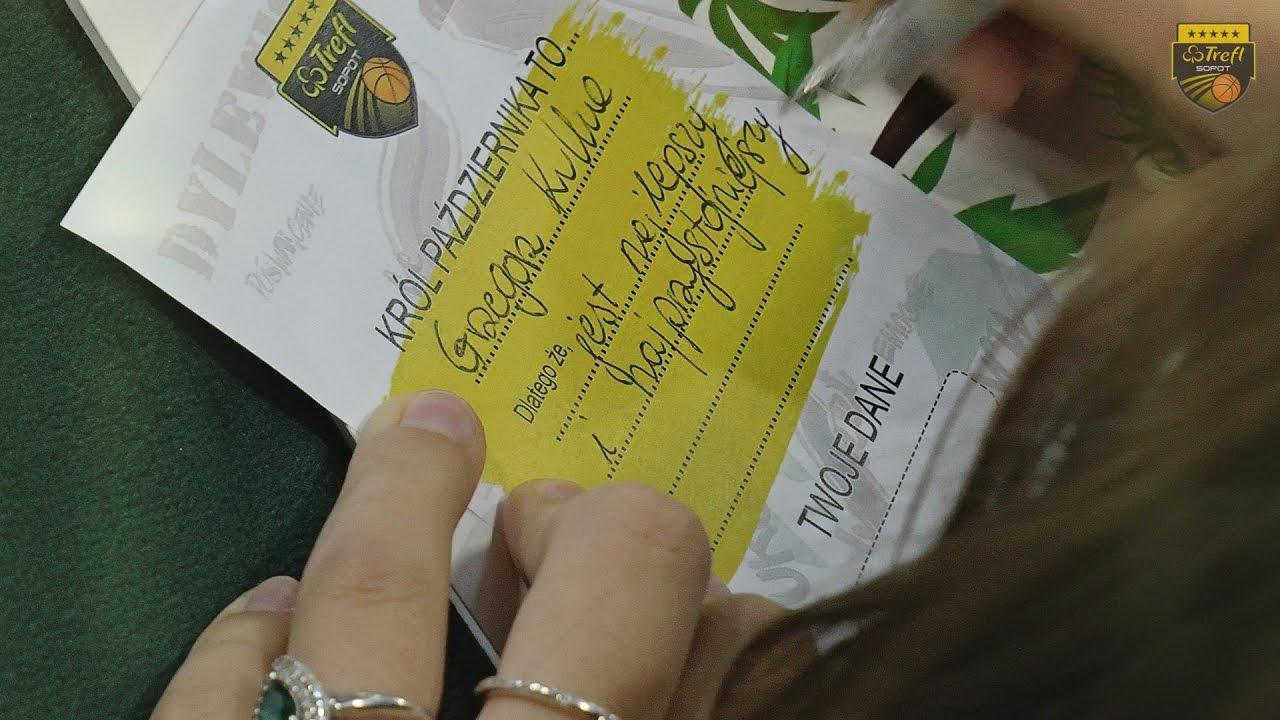 Trefl
SOPOT
Trefl
SOPOT
KRÓL PAŹDZIERNIKA TO
Grzegorz Kulka
Dlatego że,
jest najlepszy
i najprzystojniejszy
TWOJE DANE